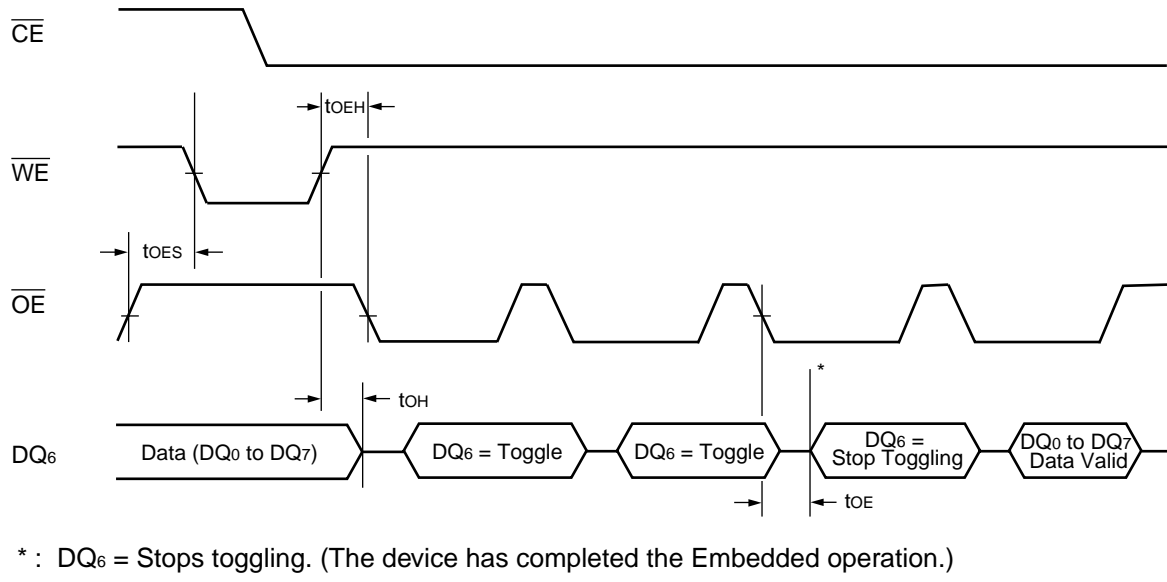 CE
tOEH
WE
tOES
OE
*
tOH
DQ6
Data (DQ0 to DQ7)
DQ6 = Toggle
DQ6 = Toggle
DQ6 =
Stop Toggling
DQ0 to DQ7
Data Valid
tOE
* : DQ6 = Stops toggling. (The device has completed the Embedded operation.)